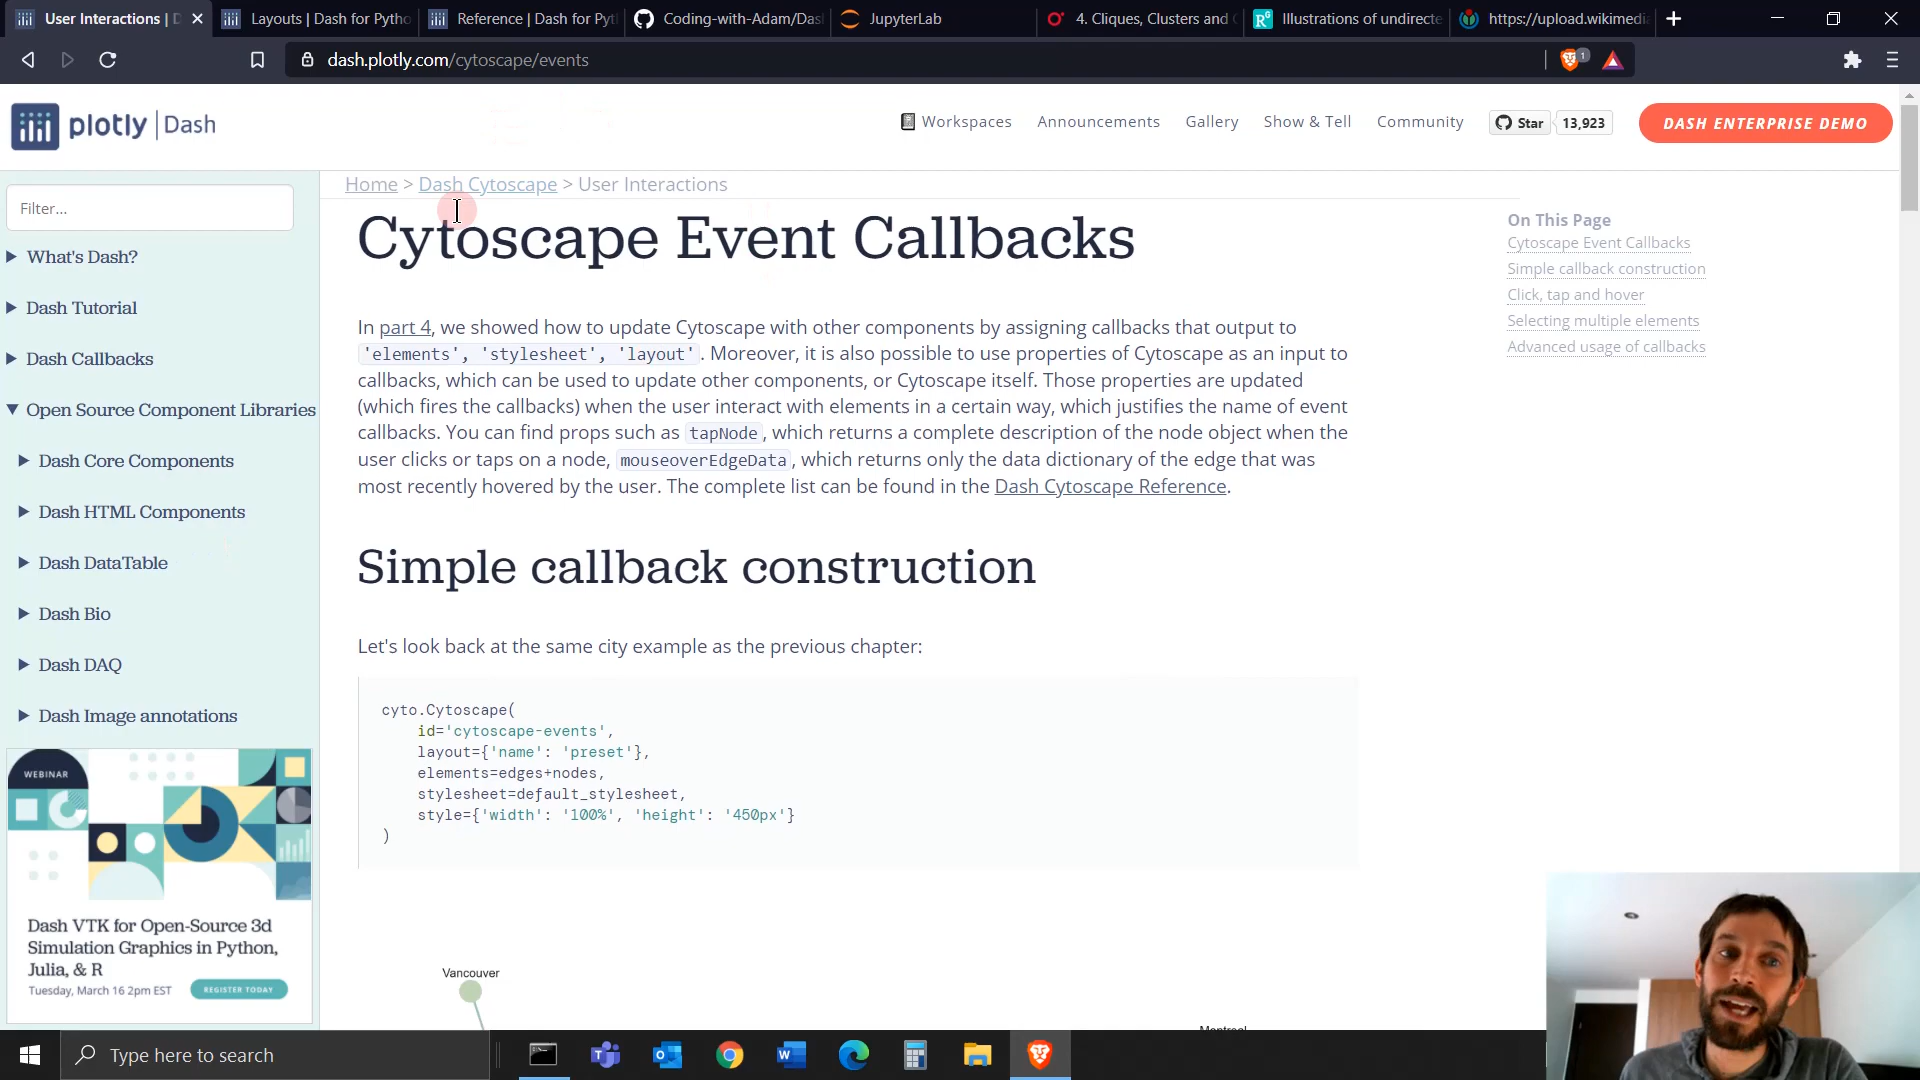 User Interactions | D
Layouts | Dash for Pytho
Reference | Dash for Pyt
Coding-with-Adam/Das
JupyterLab
4. Cliques, Clusters and C
Illustrations of undirecte
https://upload.wikimedia
dash.plotly.com/cytoscape/events
1
plotly | Dash
Workspaces
Announcements
Gallery
Show & Tell
Community
Star
13,923
DASH ENTERPRISE DEMO
Filter...
What's Dash?
Dash Tutorial
Dash Callbacks
Open Source Component Libraries
Dash Core Components
Dash HTML Components
Dash DataTable
Dash Bio
Dash DAQ
Dash Image annotations
WEBINAR
Dash VTK for Open-Source 3d
Simulation Graphics in Python,
Julia, & R
Tuesday, March 16 2pm EST
REGISTER TODAY
Home > Dash Cytoscape > User Interactions
Cytoscape Event Callbacks
In part 4, we showed how to update Cytoscape with other components by assigning callbacks that output to
'elements', 'stylesheet', 'layout'. Moreover, it is also possible to use properties of Cytoscape as an input to
callbacks, which can be used to update other components, or Cytoscape itself. Those properties are updated
(which fires the callbacks) when the user interact with elements in a certain way, which justifies the name of event
callbacks. You can find props such as tapNode, which returns a complete description of the node object when the
user clicks or taps on a node, mouseoverEdgeData, which returns only the data dictionary of the edge that was
most recently hovered by the user. The complete list can be found in the Dash Cytoscape Reference.
Simple callback construction
Let's look back at the same city example as the previous chapter:
cyto.Cytoscape(
id='cytoscape-events',
layout={'name': 'preset'},
elements=edges+nodes,
stylesheet=default_stylesheet,
style={'width': '100%', 'height': '450px'}
)
Vancouver
Montreal
On This Page
Cytoscape Event Callbacks
Simple callback construction
Click, tap and hover
Selecting multiple elements
Advanced usage of callbacks
Type here to search